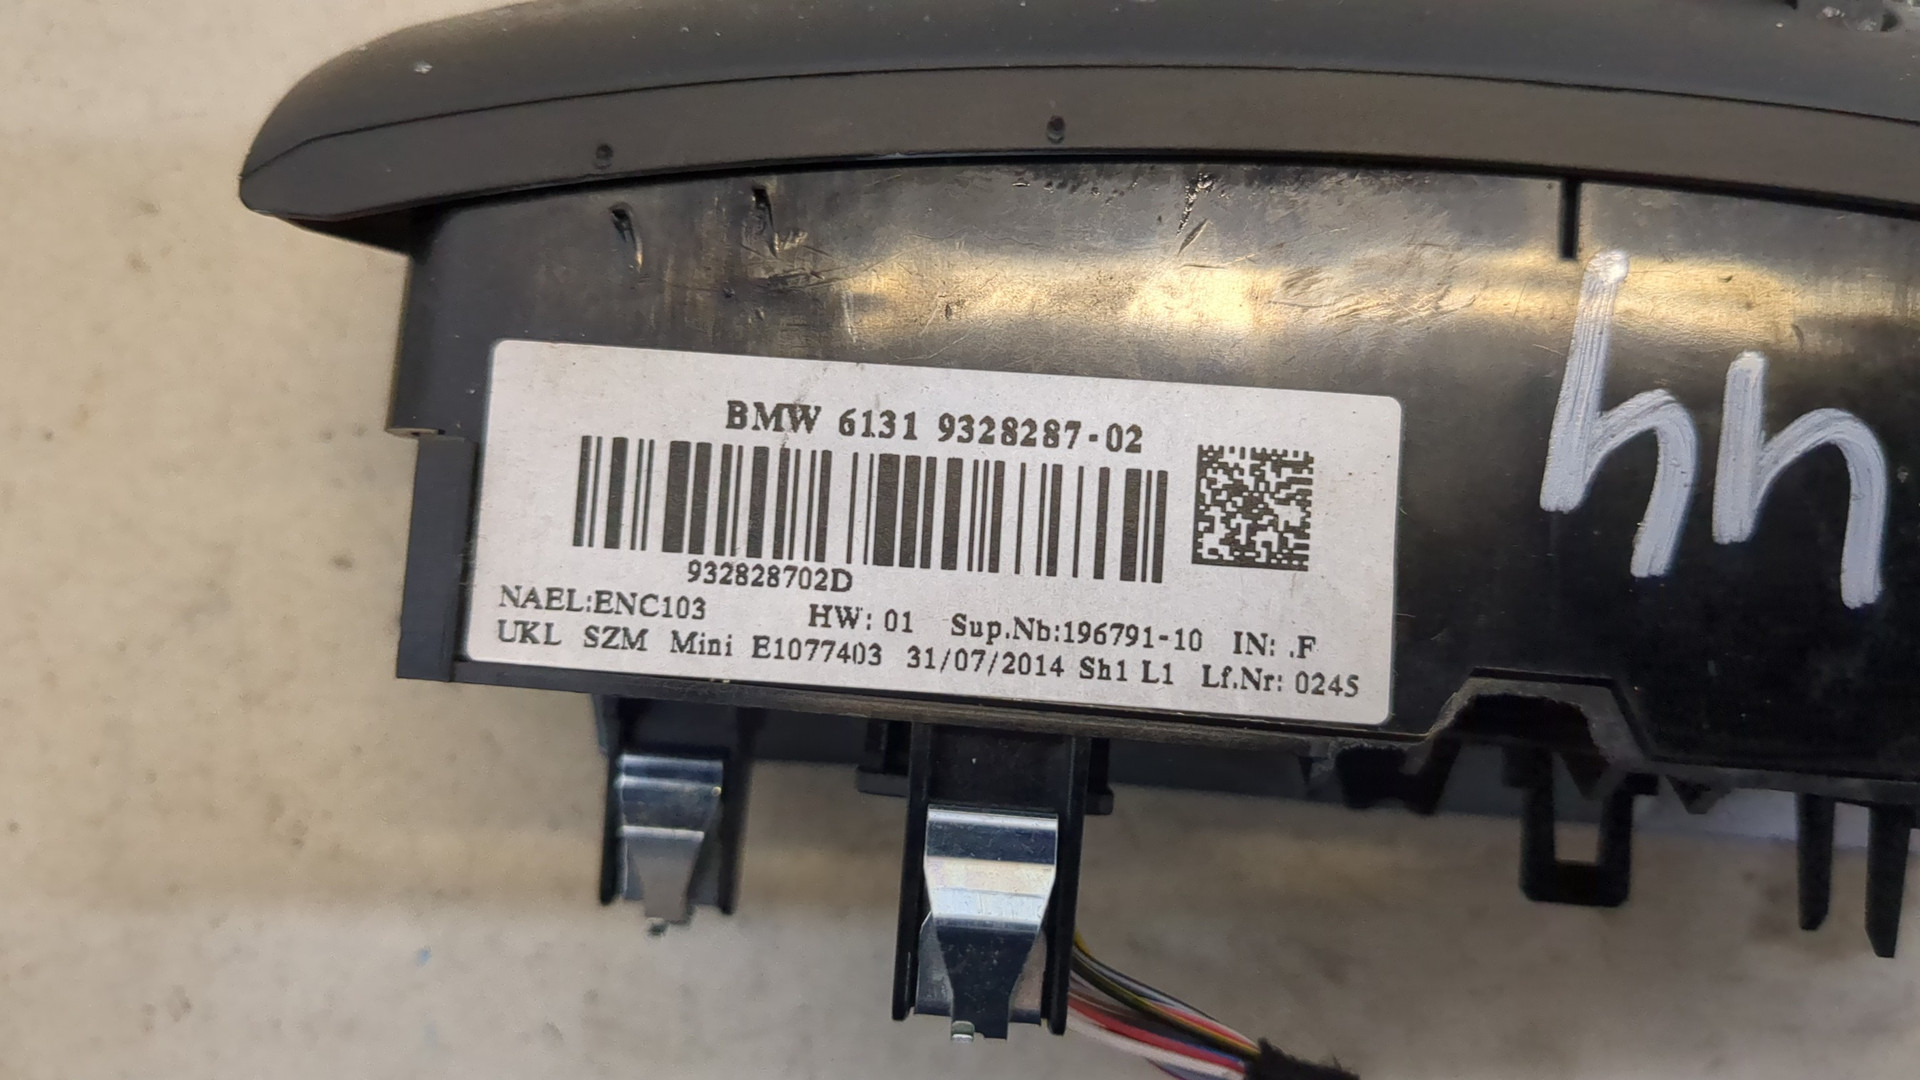 BMW 6131 9328287-02
932828702D
NAEL:ENC103 HW: 01 Sup.Nb:196791-10 IN: .F
UKL SZM Mini E1077403 31/07/2014 Sh1 L1 Lf.Nr: 0245